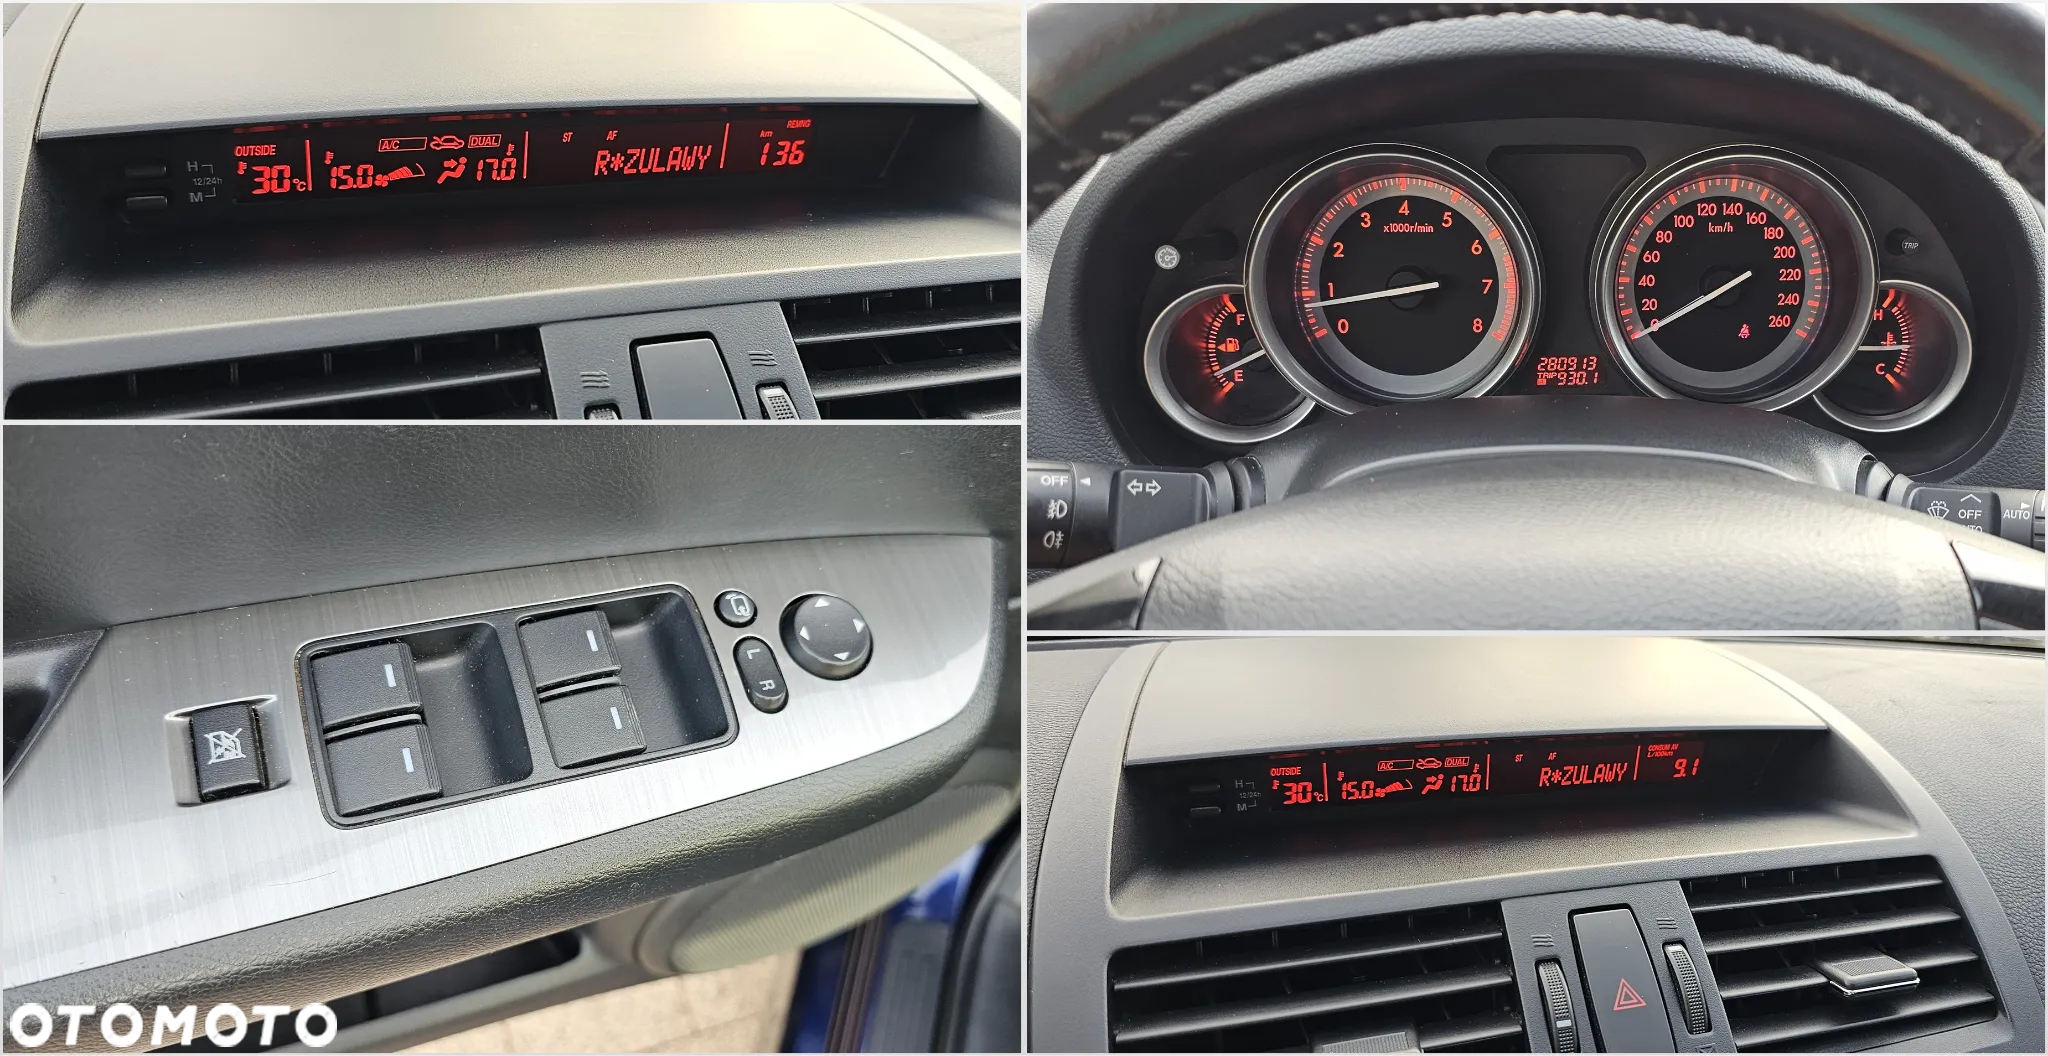 OUTSIDE
30°C
A/C
DUAL
15.0
17.0
ST
AF
R*ZULAWY
REMNG
km
136
H
12/24h
M
0
1
2
3
4
5
6
7
8
x1000r/min
0
20
40
60
80
100
120
140
160
180
200
220
240
260
km/h
TRIP
F
E
H
C
280913
TRIP
930.1
OFF
OFF
AUTO
L
R
OUTSIDE
30°C
A/C
DUAL
15.0
17.0
ST
AF
R*ZULAWY
CONSUM AV
L/100km
9.1
H
12/24h
M
OTOMOTO